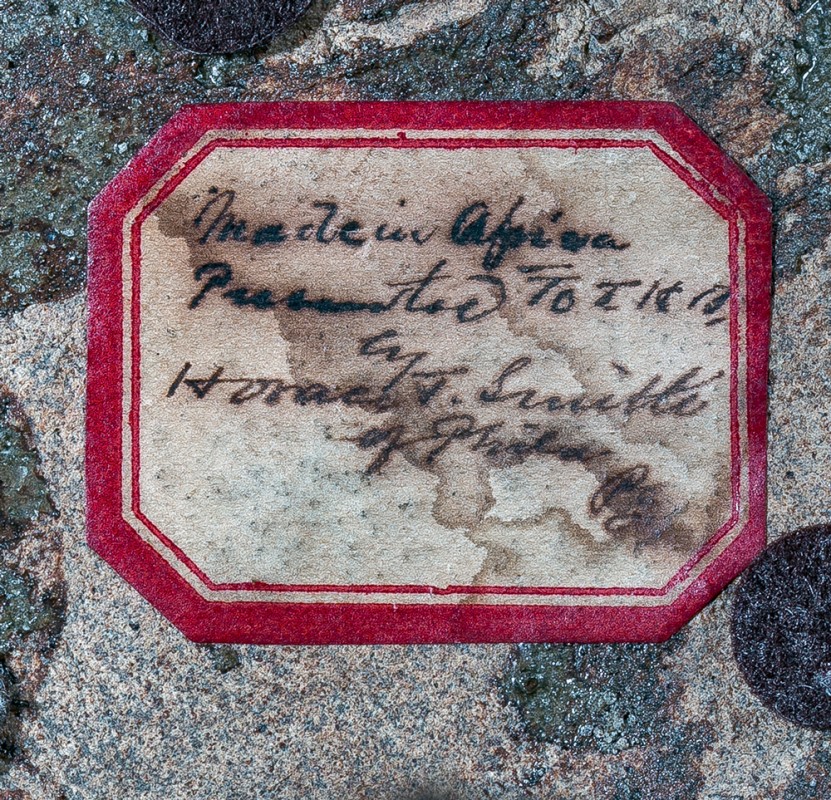 Made in Africa
Presented To I H N
by
Horace T. Smith
of Phila
Pa